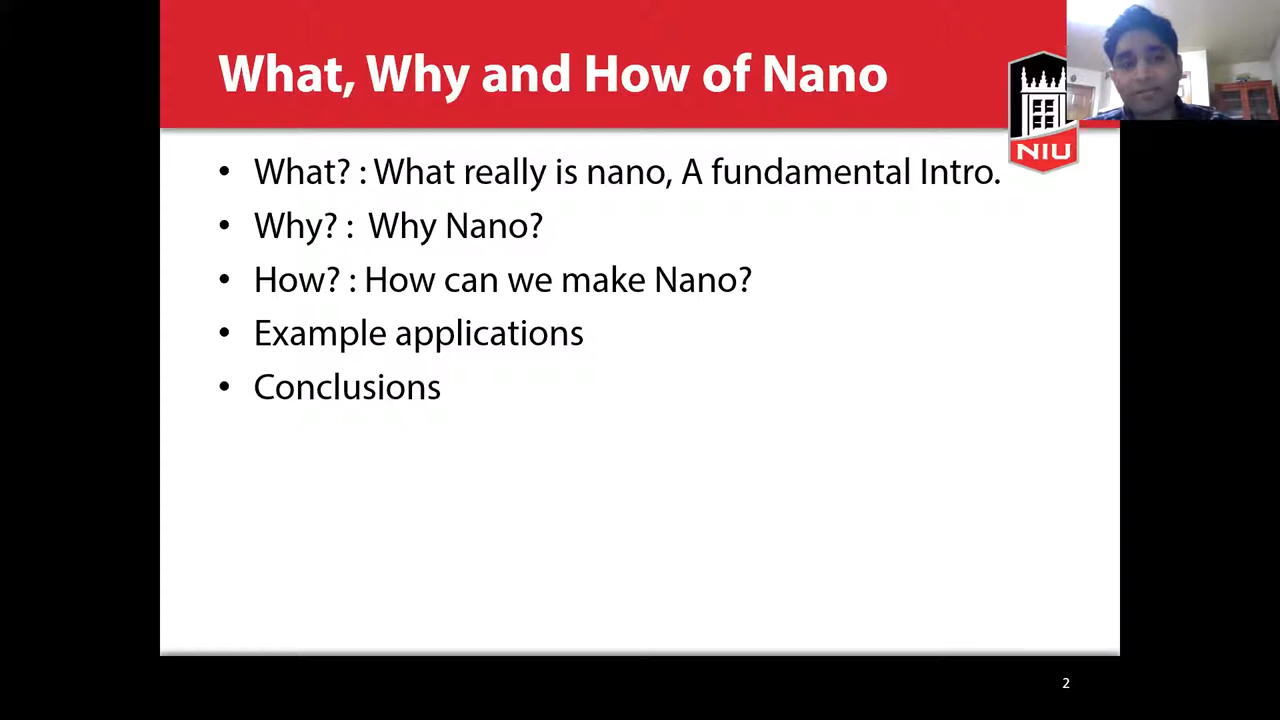 What, Why and How of Nano
NIU
• What? : What really is nano, A fundamental Intro.
• Why? :  Why Nano?
• How? : How can we make Nano?
• Example applications
• Conclusions
2